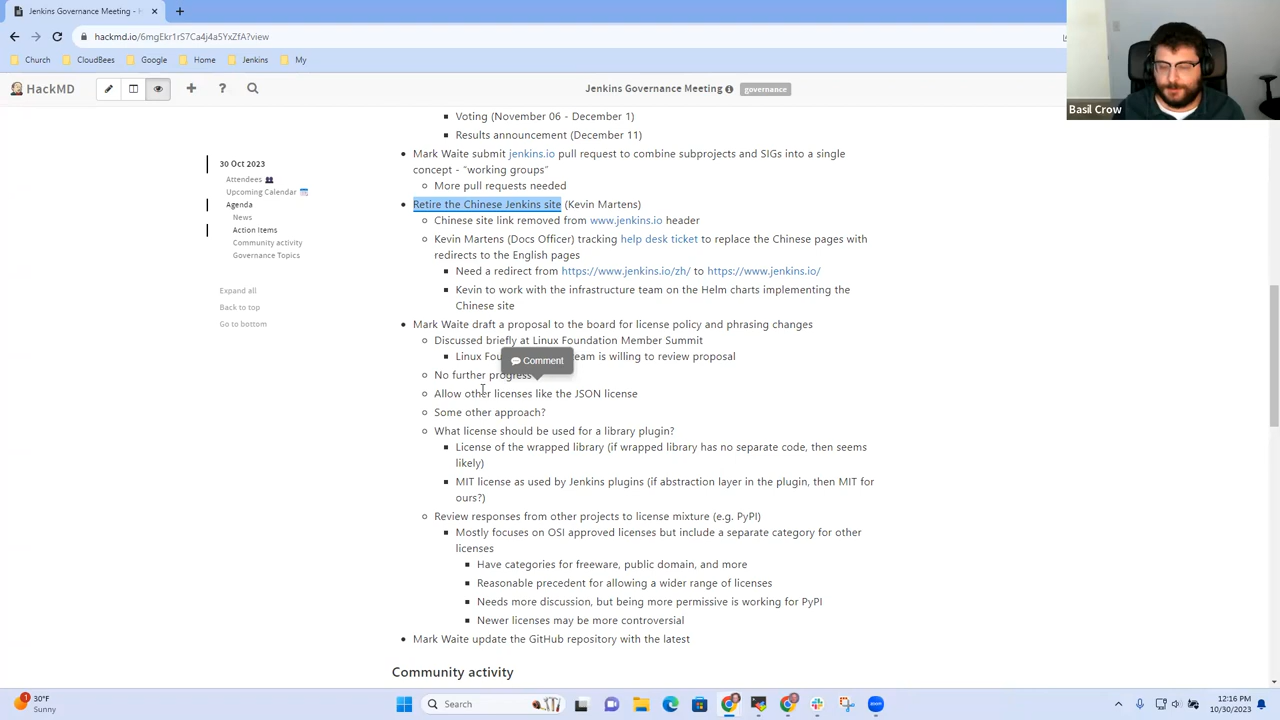 Jenkins Governance Meeting -
hackmd.io/6mgEkr1rS7Ca4j4a5YxZfA?view
Church
CloudBees
Google
Home
Jenkins
My
HackMD
Jenkins Governance Meeting
governance
Basil Crow
30 Oct 2023
Attendees
Upcoming Calendar
Agenda
News
Action Items
Community activity
Governance Topics
Expand all
Back to top
Go to bottom
Voting (November 06 - December 1)
Results announcement (December 11)
Mark Waite submit jenkins.io pull request to combine subprojects and SIGs into a single
concept - “working groups”
More pull requests needed
Retire the Chinese Jenkins site (Kevin Martens)
Chinese site link removed from www.jenkins.io header
Kevin Martens (Docs Officer) tracking help desk ticket to replace the Chinese pages with
redirects to the English pages
Need a redirect from https://www.jenkins.io/zh/ to https://www.jenkins.io/
Kevin to work with the infrastructure team on the Helm charts implementing the
Chinese site
Mark Waite draft a proposal to the board for license policy and phrasing changes
Discussed briefly at Linux Foundation Member Summit
Linux Fou
Comment
eam is willing to review proposal
No further progress
Allow other licenses like the JSON license
Some other approach?
What license should be used for a library plugin?
License of the wrapped library (if wrapped library has no separate code, then seems
likely)
MIT license as used by Jenkins plugins (if abstraction layer in the plugin, then MIT for
ours?)
Review responses from other projects to license mixture (e.g. PyPI)
Mostly focuses on OSI approved licenses but include a separate category for other
licenses
Have categories for freeware, public domain, and more
Reasonable precedent for allowing a wider range of licenses
Needs more discussion, but being more permissive is working for PyPI
Newer licenses may be more controversial
Mark Waite update the GitHub repository with the latest
Community activity
30°F
Sunny
Search
12:16 PM
10/30/2023